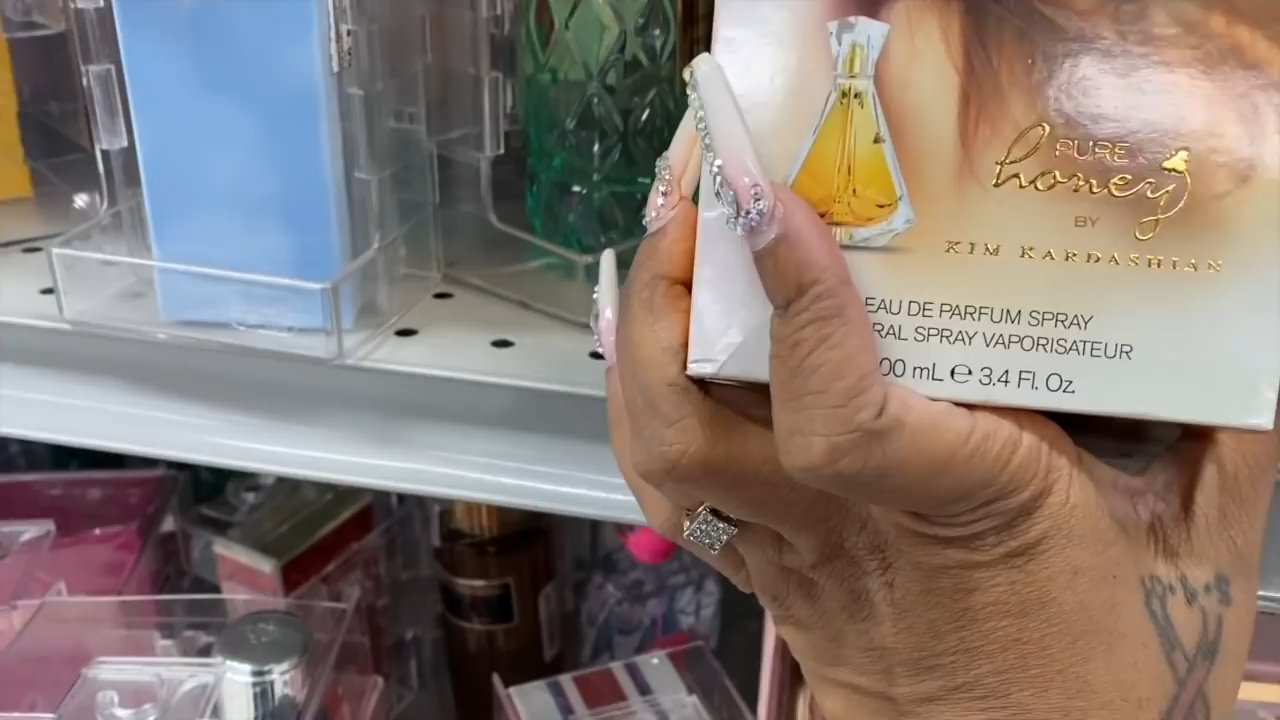 PURE
honey
BY
KIM KARDASHIAN
EAU DE PARFUM SPRAY
RAL SPRAY VAPORISATEUR
00 mL ℮ 3.4 Fl. Oz.